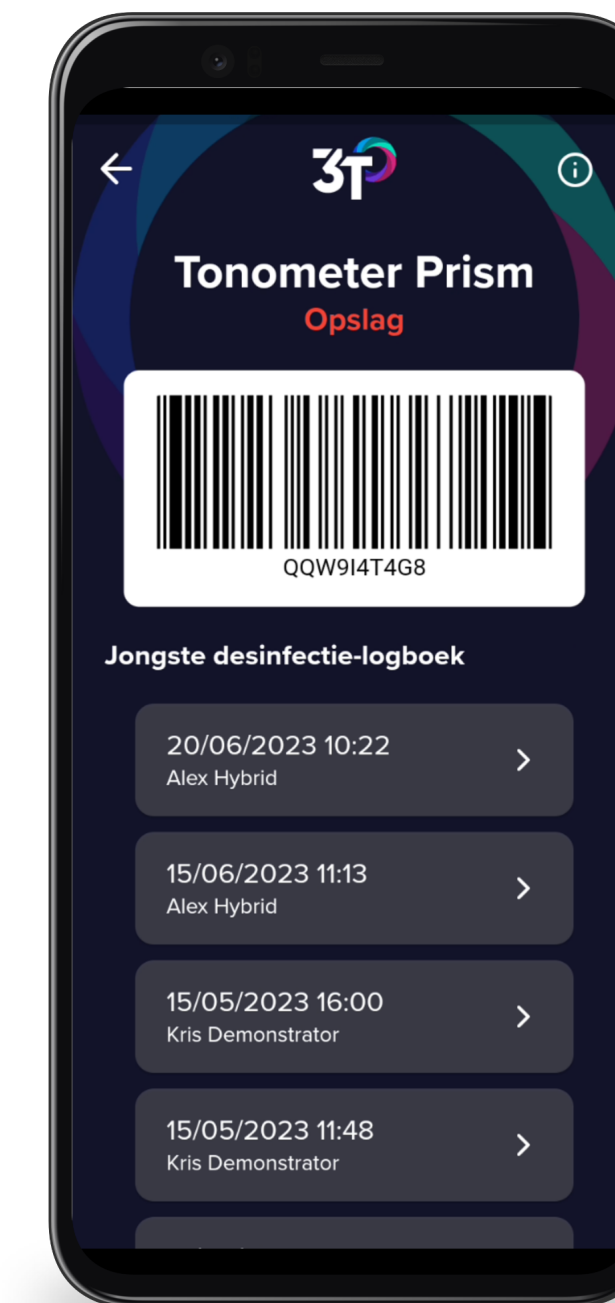 3T
Tonometer Prism
Opslag
QQW9I4T4G8
Jongste desinfectie-logboek
20/06/2023 10:22
Alex Hybrid
15/06/2023 11:13
Alex Hybrid
15/05/2023 16:00
Kris Demonstrator
15/05/2023 11:48
Kris Demonstrator